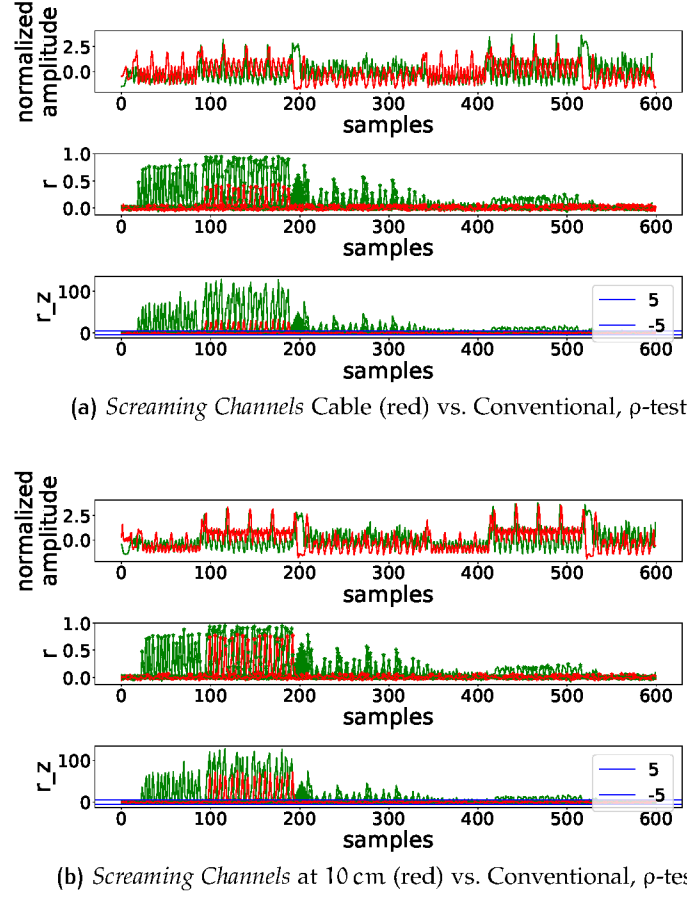 normalized
amplitude
2.5
0.0
0 100 200 300 400 500 600
samples
r
1.0
0.5
0.0
0 100 200 300 400 500 600
samples
r_z
100
0
5
-5
0 100 200 300 400 500 600
samples
(a) Screaming Channels Cable (red) vs. Conventional, ρ-test
normalized
amplitude
2.5
0.0
0 100 200 300 400 500 600
samples
r
1.0
0.5
0.0
0 100 200 300 400 500 600
samples
r_z
100
0
5
-5
0 100 200 300 400 500 600
samples
(b) Screaming Channels at 10 cm (red) vs. Conventional, ρ-tes